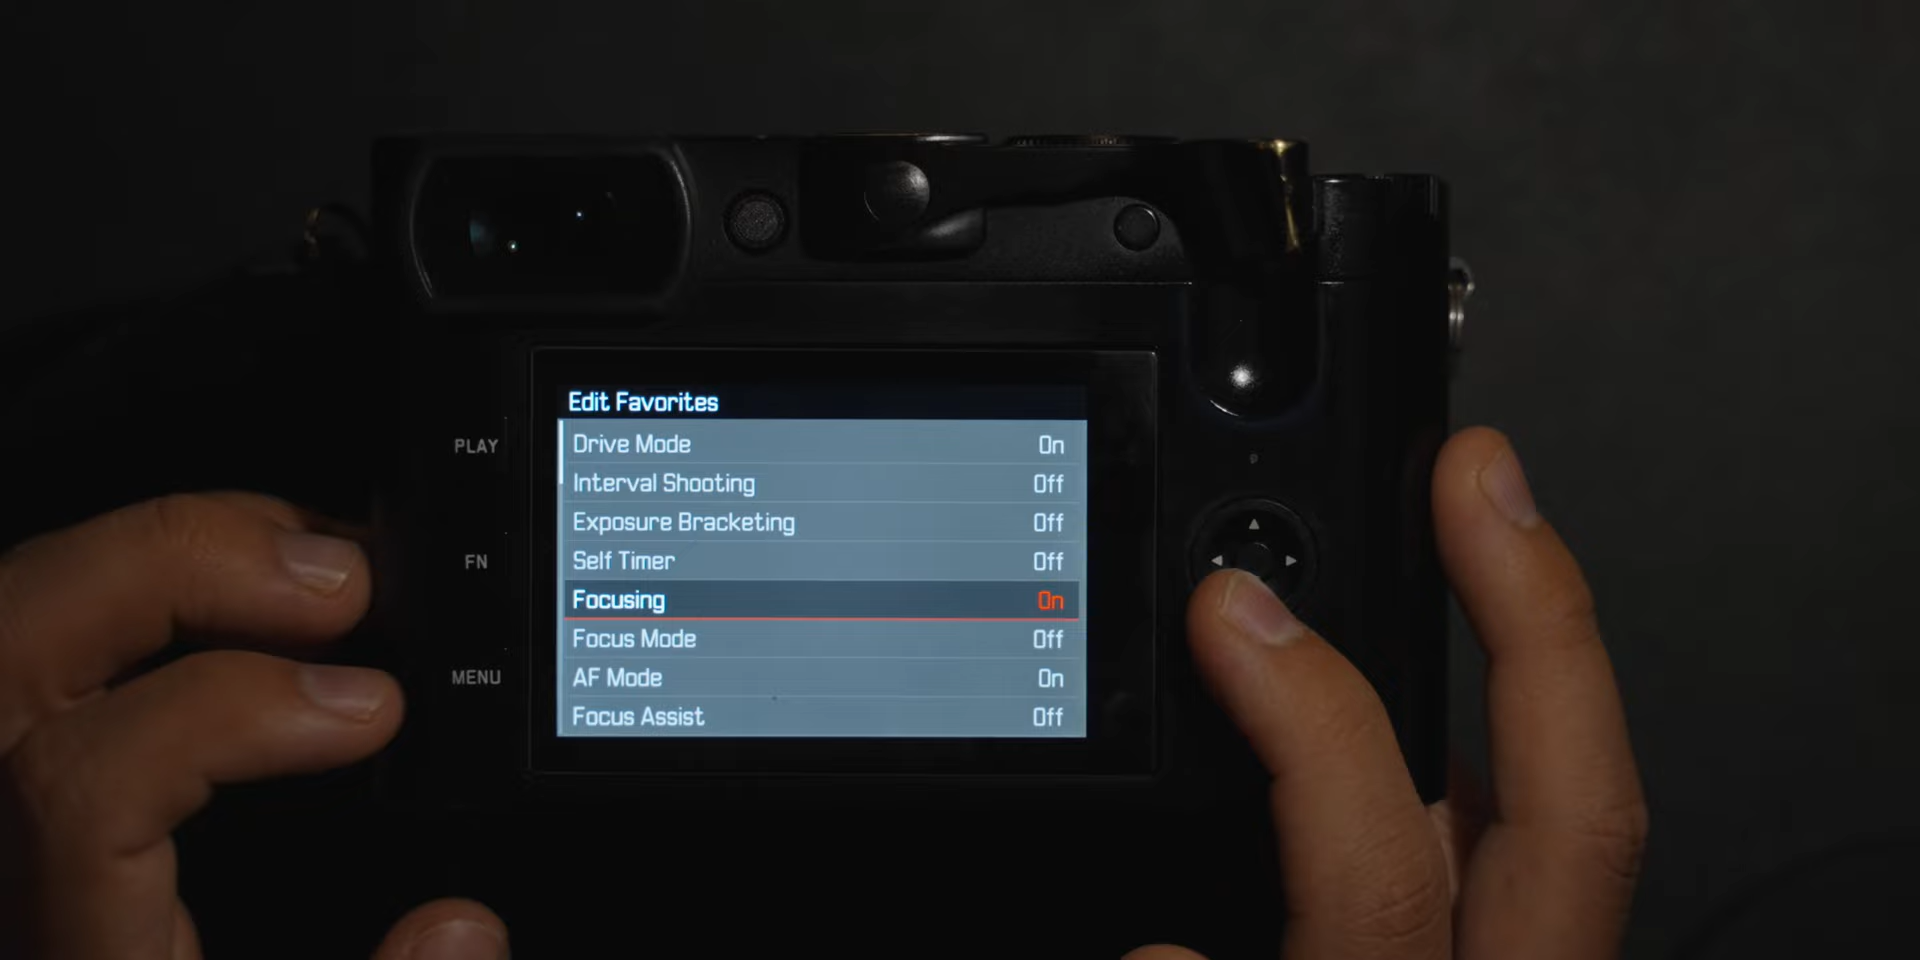 Edit Favorites
Drive Mode On
Interval Shooting Off
Exposure Bracketing Off
Self Timer Off
Focusing On
Focus Mode Off
AF Mode On
Focus Assist Off
PLAY
FN
MENU